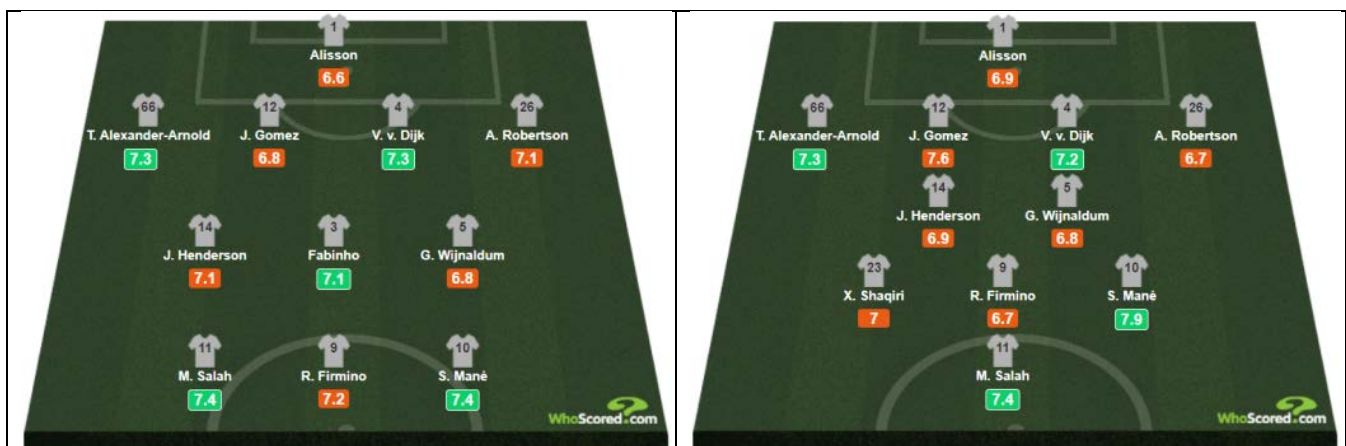 1
Alisson
6.6
66 12 4 26
T. Alexander-Arnold J. Gomez V. v. Dijk A. Robertson
7.3 6.8 7.3 7.1
14 3 5
J. Henderson Fabinho G. Wijnaldum
7.1 7.1 6.8
11 9 10
M. Salah R. Firmino S. Mané
7.4 7.2 7.4
WhoScored.com
1
Alisson
6.9
66 12 4 26
T. Alexander-Arnold J. Gomez V. v. Dijk A. Robertson
7.3 7.6 7.2 6.7
14 5
J. Henderson G. Wijnaldum
6.9 6.8
23 9 10
X. Shaqiri R. Firmino S. Mané
7 6.7 7.9
11
M. Salah
7.4
WhoScored.com